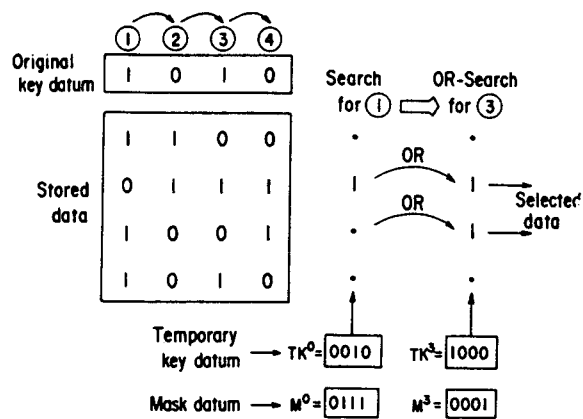 ① ② ③ ④
Original key datum 1 0 1 0
Search for ① ⇒ OR-Search for ③
Stored data
1 1 0 0
0 1 1 1
1 0 0 1
1 0 1 0
• •
1 OR 1
• OR 1
• •
Selected data
Temporary key datum → TK⁰= 0010 TK³= 1000
Mask datum → M⁰= 0111 M³= 0001